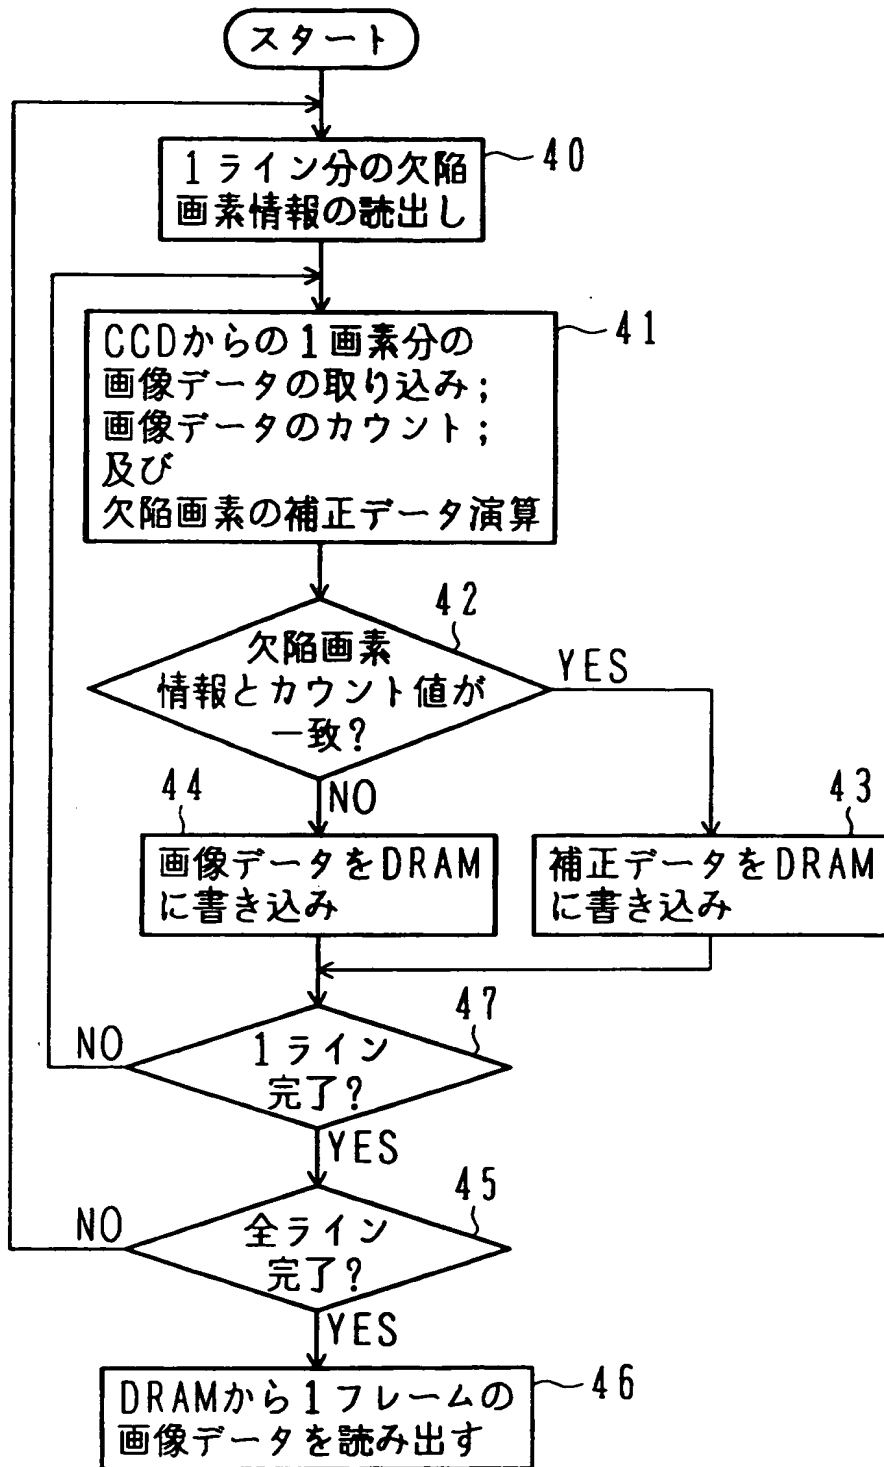 スタート
1ライン分の欠陥
画素情報の読出し
40
CCDからの1画素分の
画像データの取り込み;
画像データのカウント;
及び
欠陥画素の補正データ演算
41
42
欠陥画素
情報とカウント値が
一致?
YES
NO
44
画像データをDRAM
に書き込み
43
補正データをDRAM
に書き込み
47
1ライン
完了?
NO
YES
45
全ライン
完了?
NO
YES
DRAMから1フレームの
画像データを読み出す
46